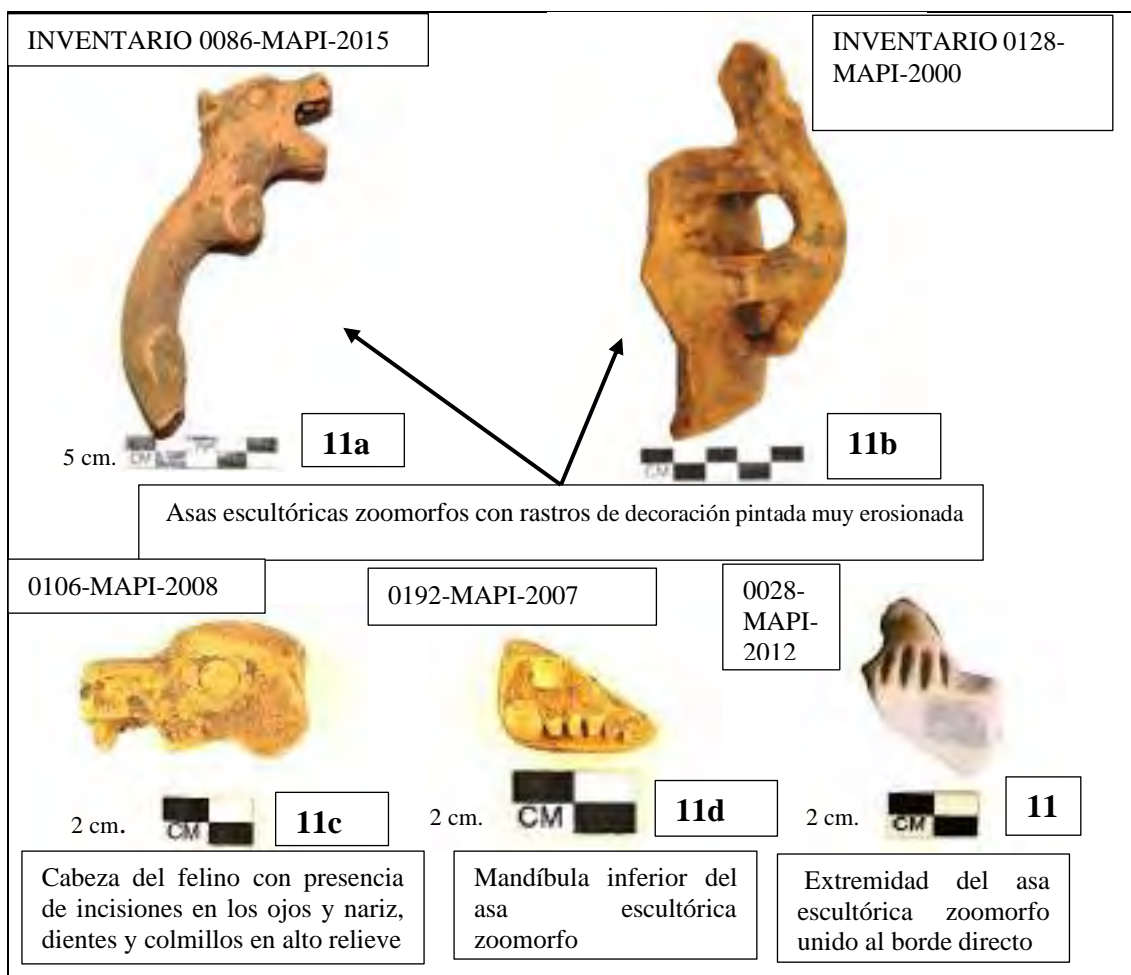 INVENTARIO 0086-MAPI-2015
INVENTARIO 0128-
MAPI-2000
5 cm.
CM
11a
CM
11b
Asas escultóricas zoomorfos con rastros de decoración pintada muy erosionada
0106-MAPI-2008
0192-MAPI-2007
0028-
MAPI-
2012
2 cm.
CM
11c
2 cm.
CM
11d
2 cm.
CM
11
Cabeza del felino con presencia
de incisiones en los ojos y nariz,
dientes y colmillos en alto relieve
Mandíbula inferior del
asa escultórica
zoomorfo
Extremidad del asa
escultórica zoomorfo
unido al borde directo